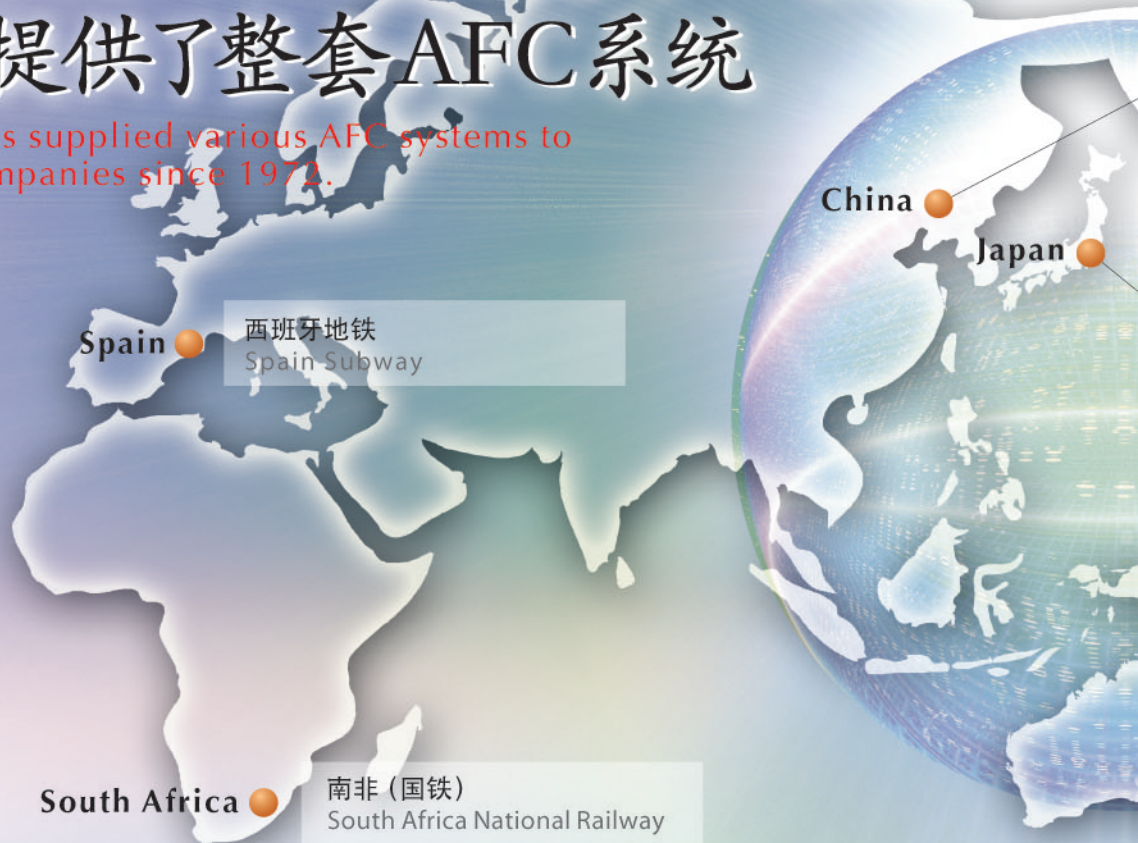 提供了整套AFC系统
s supplied various AFC systems to
mpanies since 1972.
China
Japan
Spain
西班牙地铁
Spain Subway
South Africa
南非（国铁）
South Africa National Railway